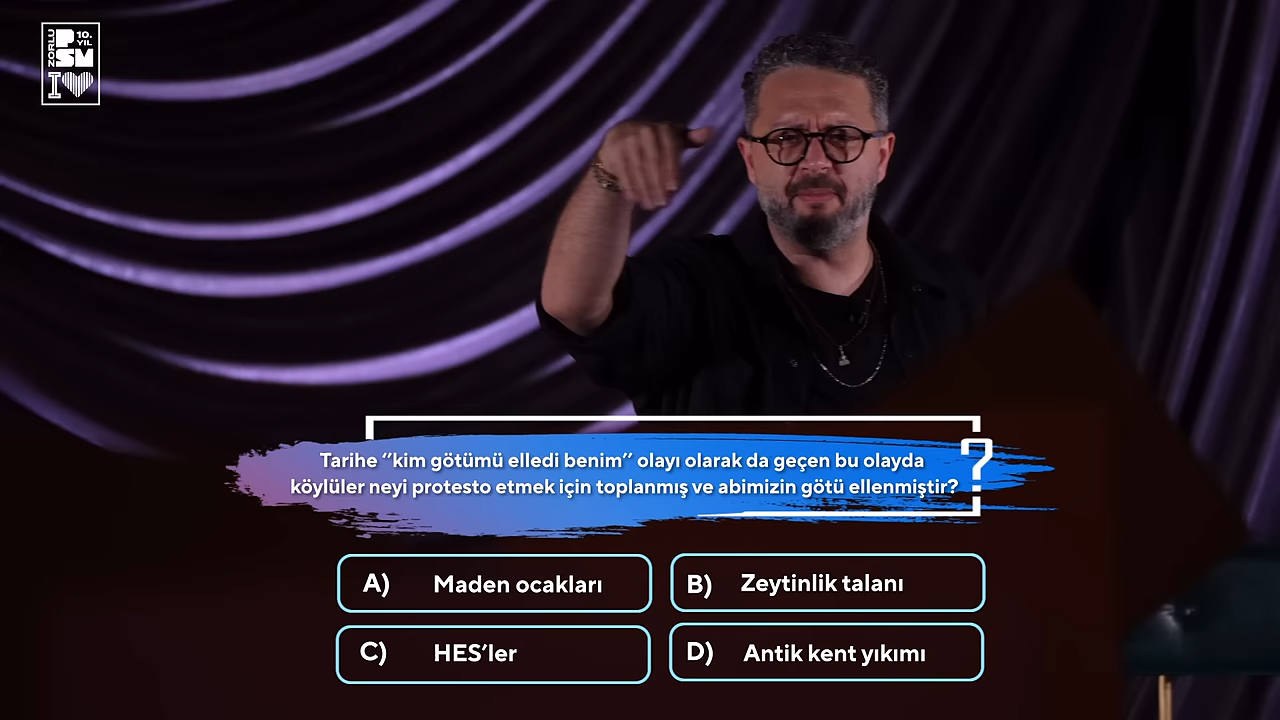 ZORLU
PSM
10.
YIL
I
Tarihe ‘’kim götümü elledi benim’’ olayı olarak da geçen bu olayda
köylüler neyi protesto etmek için toplanmış ve abimizin götü ellenmiştir?
?
A) Maden ocakları
B) Zeytinlik talanı
C) HES’ler
D) Antik kent yıkımı